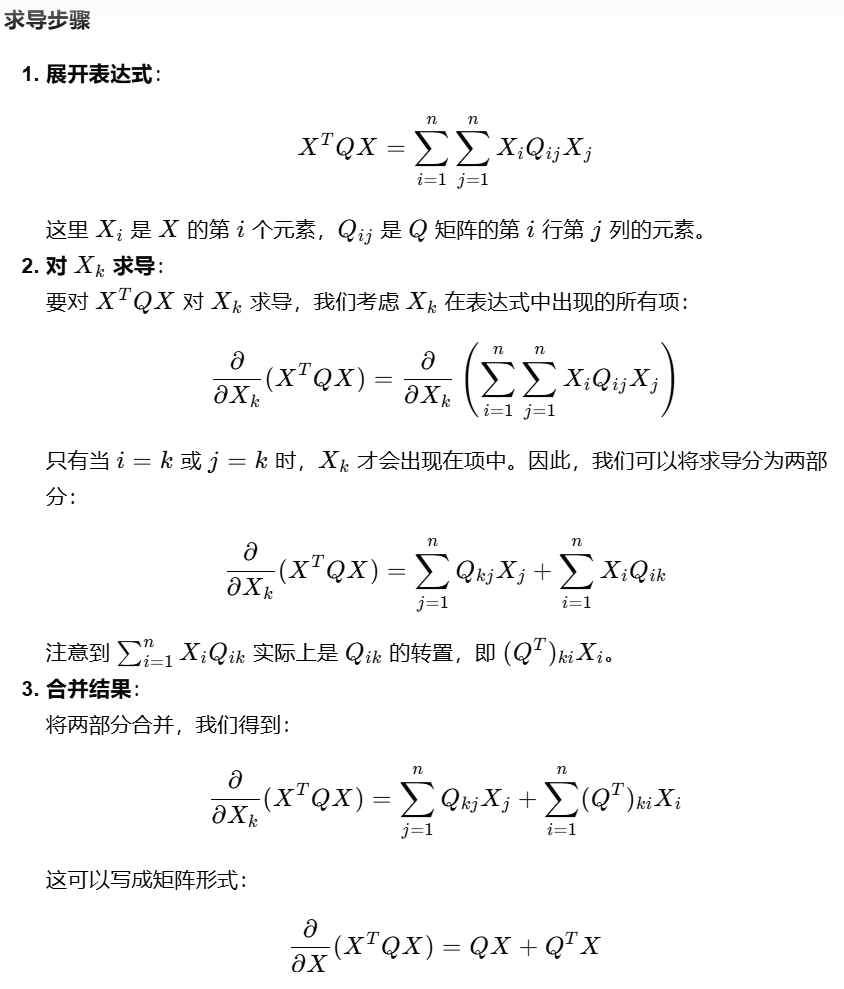 求导步骤
1. 展开表达式：
$$X^T Q X = \sum_{i=1}^{n} \sum_{j=1}^{n} X_i Q_{ij} X_j$$
这里 $X_i$ 是 $X$ 的第 $i$ 个元素，$Q_{ij}$ 是 $Q$ 矩阵的第 $i$ 行第 $j$ 列的元素。
2. 对 $X_k$ 求导：
要对 $X^T Q X$ 对 $X_k$ 求导，我们考虑 $X_k$ 在表达式中出现的所有项：
$$\frac{\partial}{\partial X_k} (X^T Q X) = \frac{\partial}{\partial X_k} \left( \sum_{i=1}^{n} \sum_{j=1}^{n} X_i Q_{ij} X_j \right)$$
只有当 $i = k$ 或 $j = k$ 时，$X_k$ 才会出现在项中。因此，我们可以将求导分为两部
分：
$$\frac{\partial}{\partial X_k} (X^T Q X) = \sum_{j=1}^{n} Q_{kj} X_j + \sum_{i=1}^{n} X_i Q_{ik}$$
注意到 $\sum_{i=1}^{n} X_i Q_{ik}$ 实际上是 $Q_{ik}$ 的转置，即 $(Q^T)_{ki} X_i$。
3. 合并结果：
将两部分合并，我们得到：
$$\frac{\partial}{\partial X_k} (X^T Q X) = \sum_{j=1}^{n} Q_{kj} X_j + \sum_{i=1}^{n} (Q^T)_{ki} X_i$$
这可以写成矩阵形式：
$$\frac{\partial}{\partial X} (X^T Q X) = QX + Q^T X$$